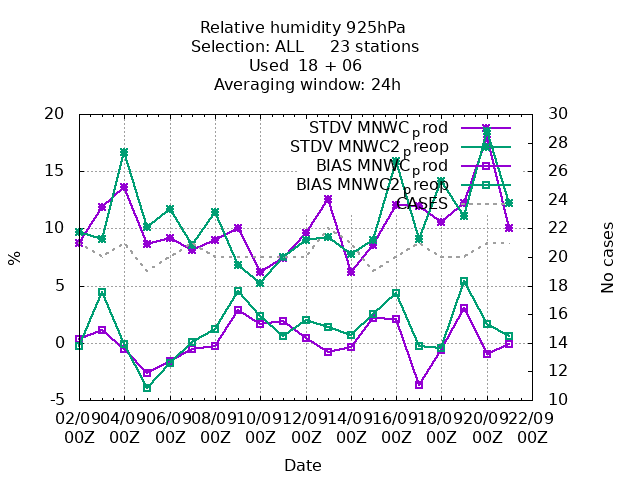 Relative humidity 925hPa
Selection: ALL 23 stations
Used 18 + 06
Averaging window: 24h
STDV MNWC_prod
STDV MNWC2_preop
BIAS MNWC_prod
BIAS MNWC2_preop
CASES
20
15
10
5
0
-5
%
30
28
26
24
22
20
18
16
14
12
10
No cases
02/09 04/09 06/09 08/09 10/09 12/09 14/09 16/09 18/09 20/09 22/09
00Z 00Z 00Z 00Z 00Z 00Z 00Z 00Z 00Z 00Z 00Z
Date